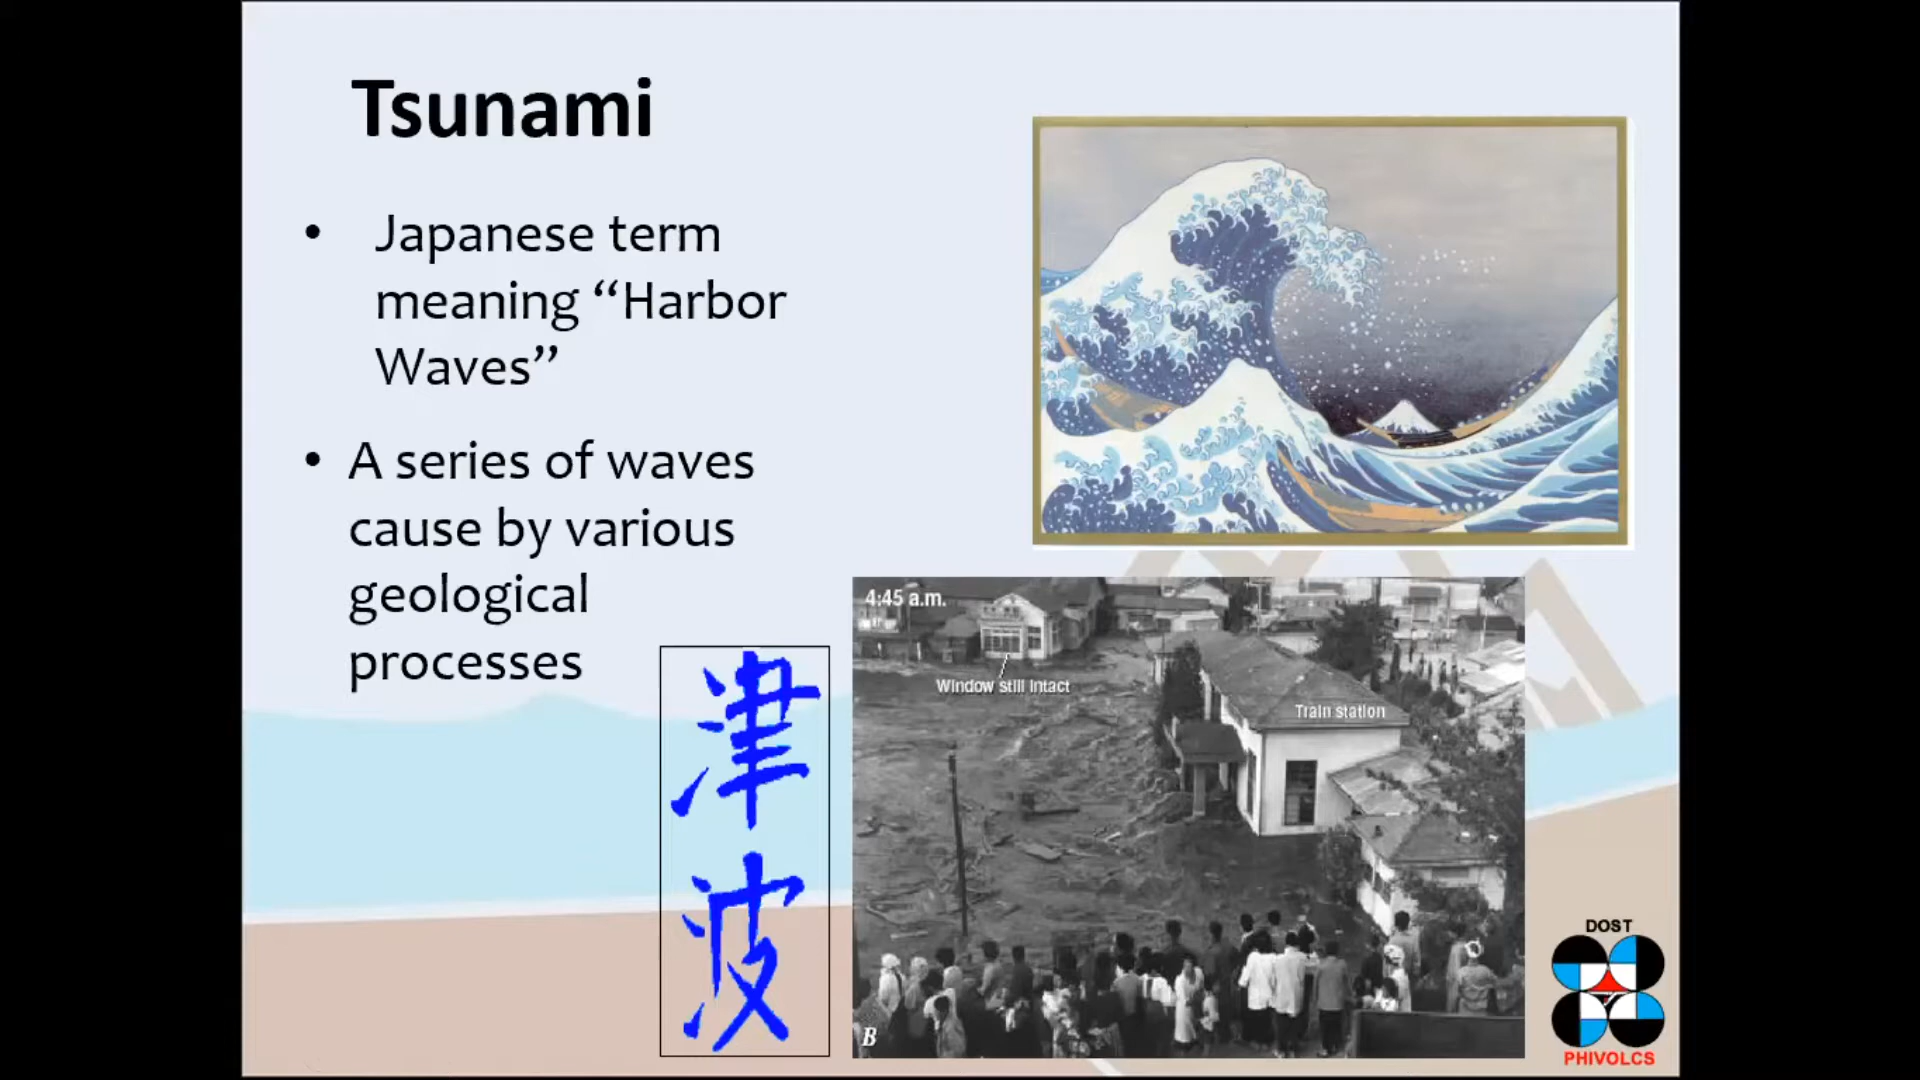 Tsunami
• Japanese term
meaning “Harbor
Waves”
• A series of waves
cause by various
geological
processes
津
波
4:45 a.m.
Window still intact
Train station
B
DOST
PHIVOLCS